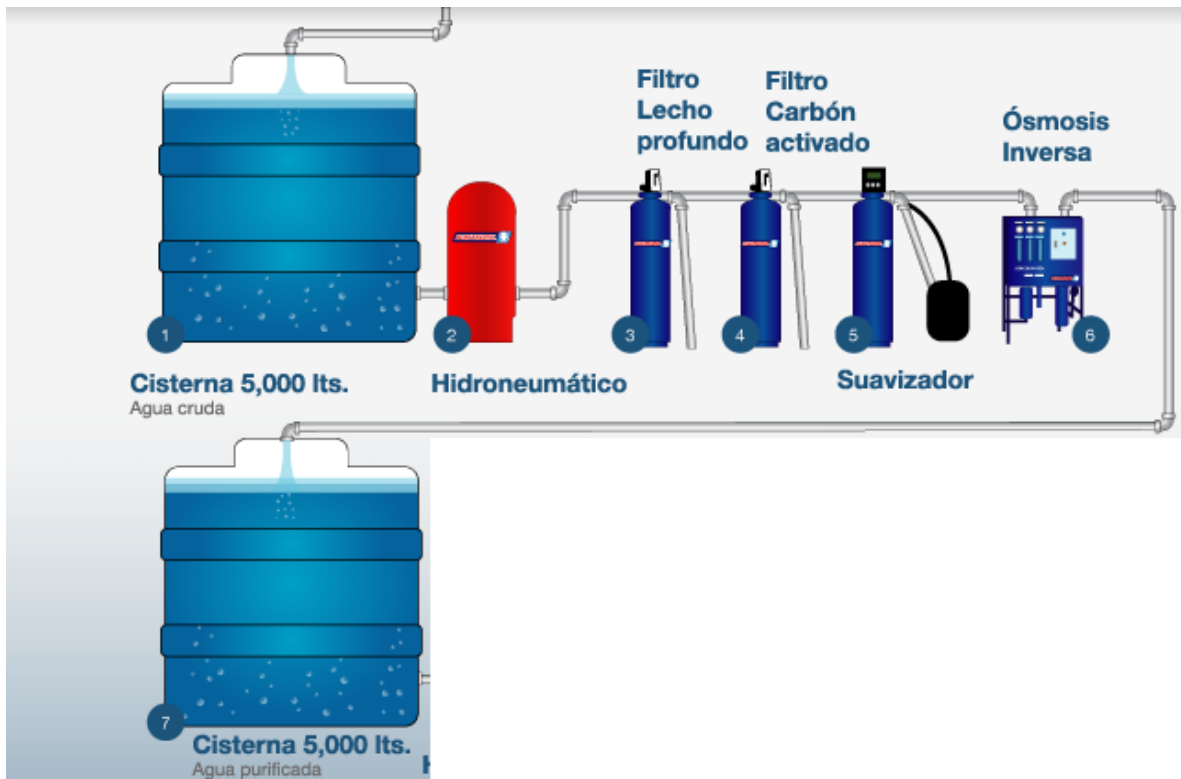 Filtro
Lecho
profundo
Filtro
Carbón
activado
Ósmosis
Inversa
1
2
3
4
5
6
Cisterna 5,000 lts.
Agua cruda
Hidroneumático
Suavizador
7
Cisterna 5,000 lts.
Agua purificada